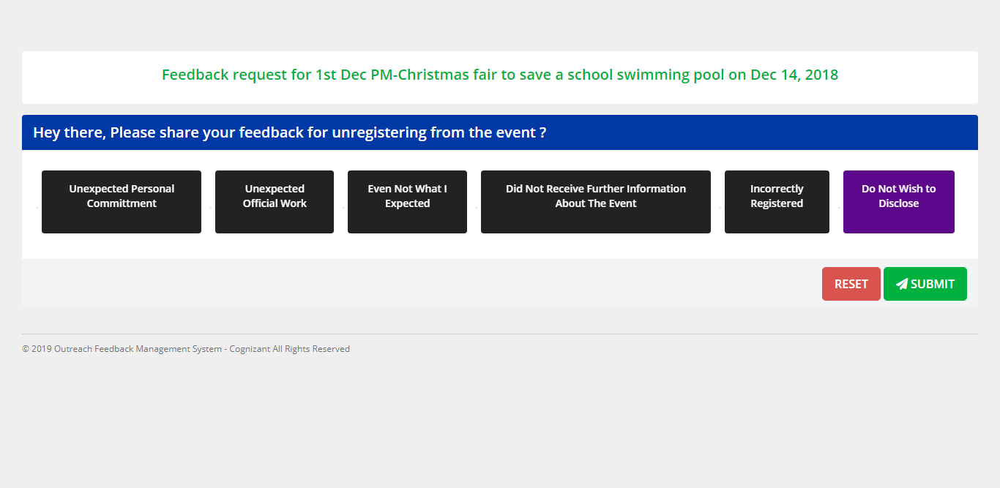 Feedback request for 1st Dec PM-Christmas fair to save a school swimming pool on Dec 14, 2018
Hey there, Please share your feedback for unregistering from the event ?
Unexpected Personal
Committment
Unexpected
Official Work
Even Not What I
Expected
Did Not Receive Further Information
About The Event
Incorrectly
Registered
Do Not Wish to
Disclose
RESET
SUBMIT
© 2019 Outreach Feedback Management System - Cognizant All Rights Reserved